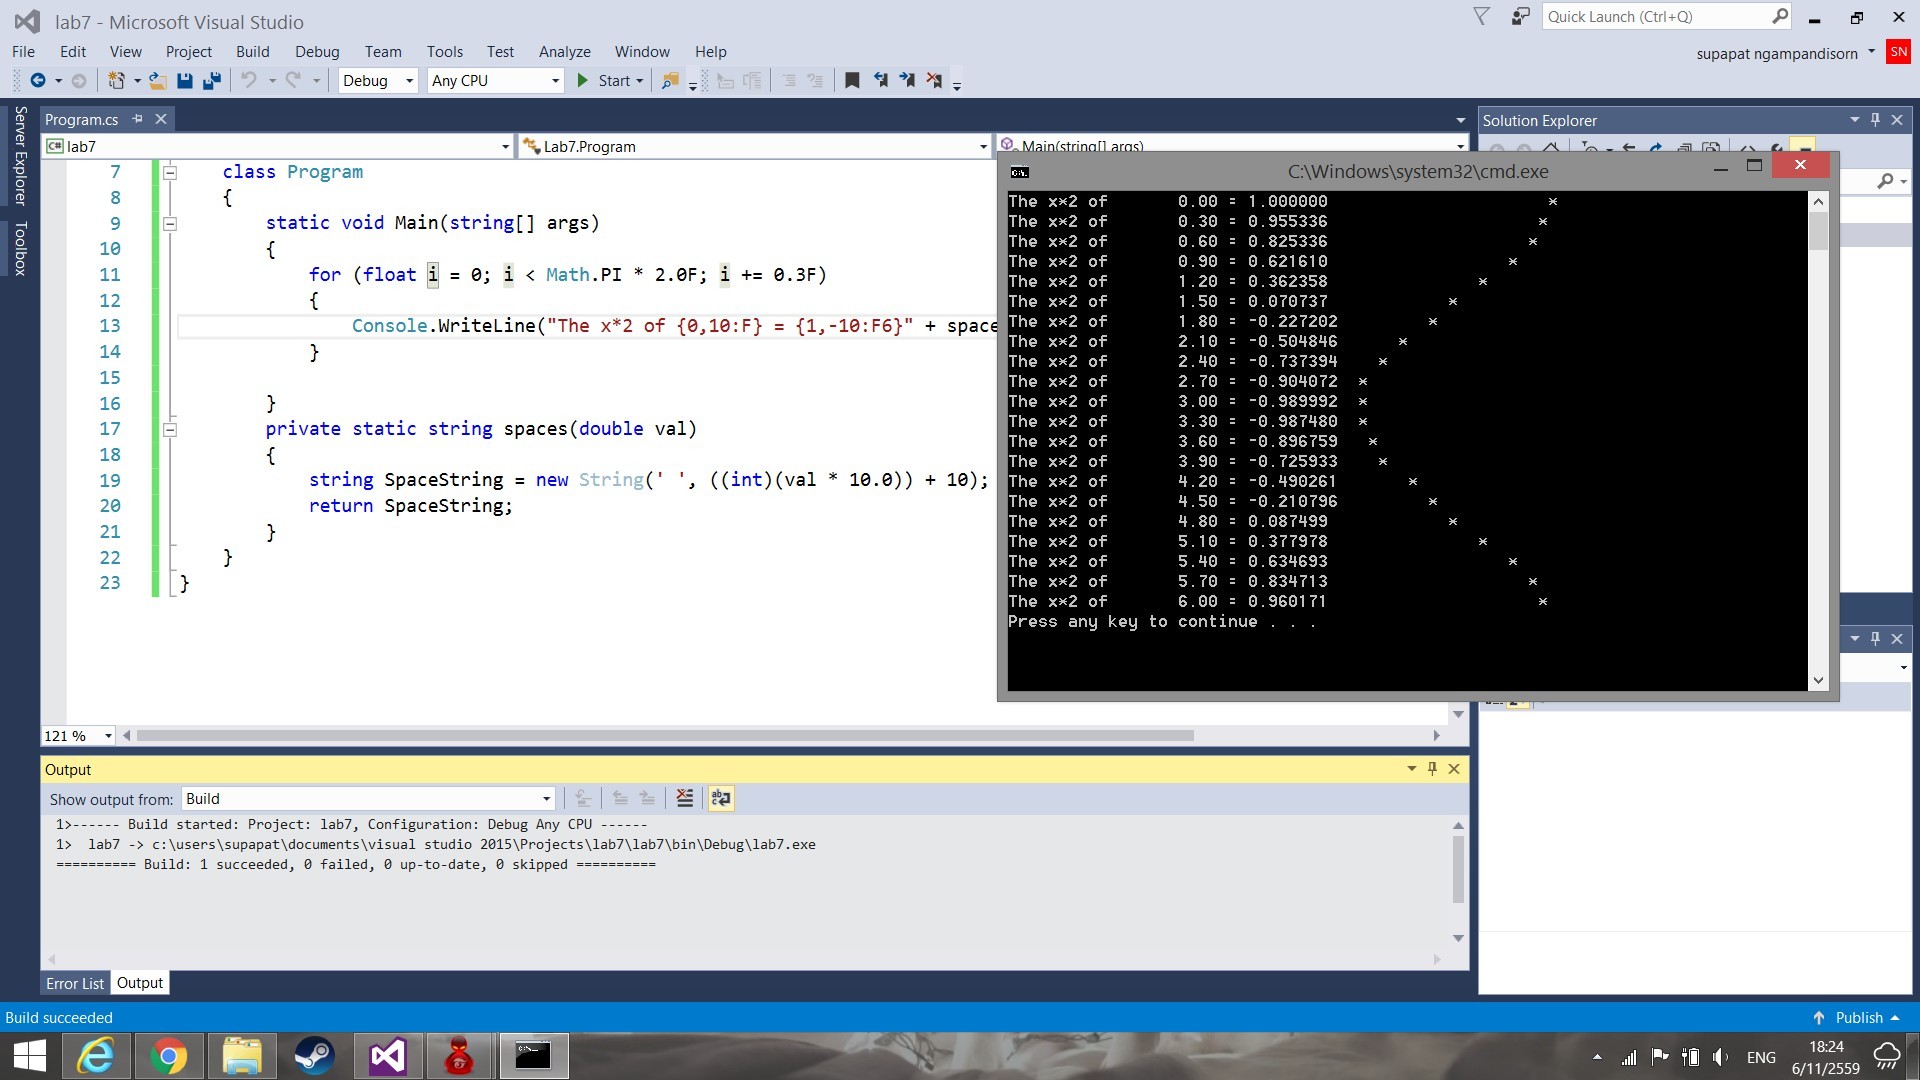 lab7 - Microsoft Visual Studio
Quick Launch (Ctrl+Q)
File Edit View Project Build Debug Team Tools Test Analyze Window Help
supapat ngampandisorn SN
Debug Any CPU Start
Server Explorer
Toolbox
Program.cs
Solution Explorer
C# lab7 Lab7.Program Main(string[] args)
7 class Program
8 {
9 static void Main(string[] args)
10 {
11 for (float i = 0; i < Math.PI * 2.0F; i += 0.3F)
12 {
13 Console.WriteLine("The x*2 of {0,10:F} = {1,-10:F6}" + space
14 }
15
16 }
17 private static string spaces(double val)
18 {
19 string SpaceString = new String(' ', ((int)(val * 10.0)) + 10);
20 return SpaceString;
21 }
22 }
23 }
121 %
C:\Windows\system32\cmd.exe
The x*2 of 0.00 = 1.000000 *
The x*2 of 0.30 = 0.955336 *
The x*2 of 0.60 = 0.825336 *
The x*2 of 0.90 = 0.621610 *
The x*2 of 1.20 = 0.362358 *
The x*2 of 1.50 = 0.070737 *
The x*2 of 1.80 = -0.227202 *
The x*2 of 2.10 = -0.504846 *
The x*2 of 2.40 = -0.737394 *
The x*2 of 2.70 = -0.904072 *
The x*2 of 3.00 = -0.989992 *
The x*2 of 3.30 = -0.987480 *
The x*2 of 3.60 = -0.896759 *
The x*2 of 3.90 = -0.725933 *
The x*2 of 4.20 = -0.490261 *
The x*2 of 4.50 = -0.210796 *
The x*2 of 4.80 = 0.087499 *
The x*2 of 5.10 = 0.377978 *
The x*2 of 5.40 = 0.634693 *
The x*2 of 5.70 = 0.834713 *
The x*2 of 6.00 = 0.960171 *
Press any key to continue . . .
Output
Show output from: Build
1>------ Build started: Project: lab7, Configuration: Debug Any CPU ------
1> lab7 -> c:\users\supapat\documents\visual studio 2015\Projects\lab7\lab7\bin\Debug\lab7.exe
========== Build: 1 succeeded, 0 failed, 0 up-to-date, 0 skipped ==========
Error List Output
Build succeeded
Publish
ENG
18:24
6/11/2559